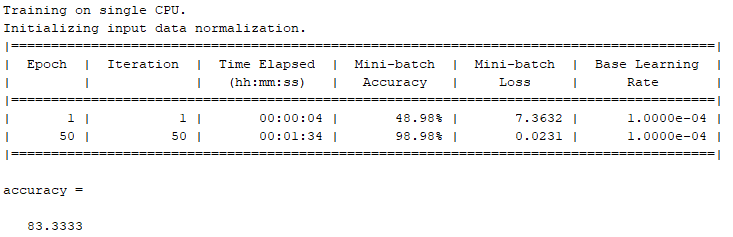 Training on single CPU.
Initializing input data normalization.
|========================================================================================|
|  Epoch  |  Iteration  |  Time Elapsed  |  Mini-batch  |  Mini-batch  |  Base Learning  |
|         |             |   (hh:mm:ss)   |   Accuracy   |     Loss     |      Rate       |
|========================================================================================|
|       1 |           1 |       00:00:04 |       48.98% |       7.3632 |      1.0000e-04 |
|      50 |          50 |       00:01:34 |       98.98% |       0.0231 |      1.0000e-04 |
|========================================================================================|
accuracy =
83.3333